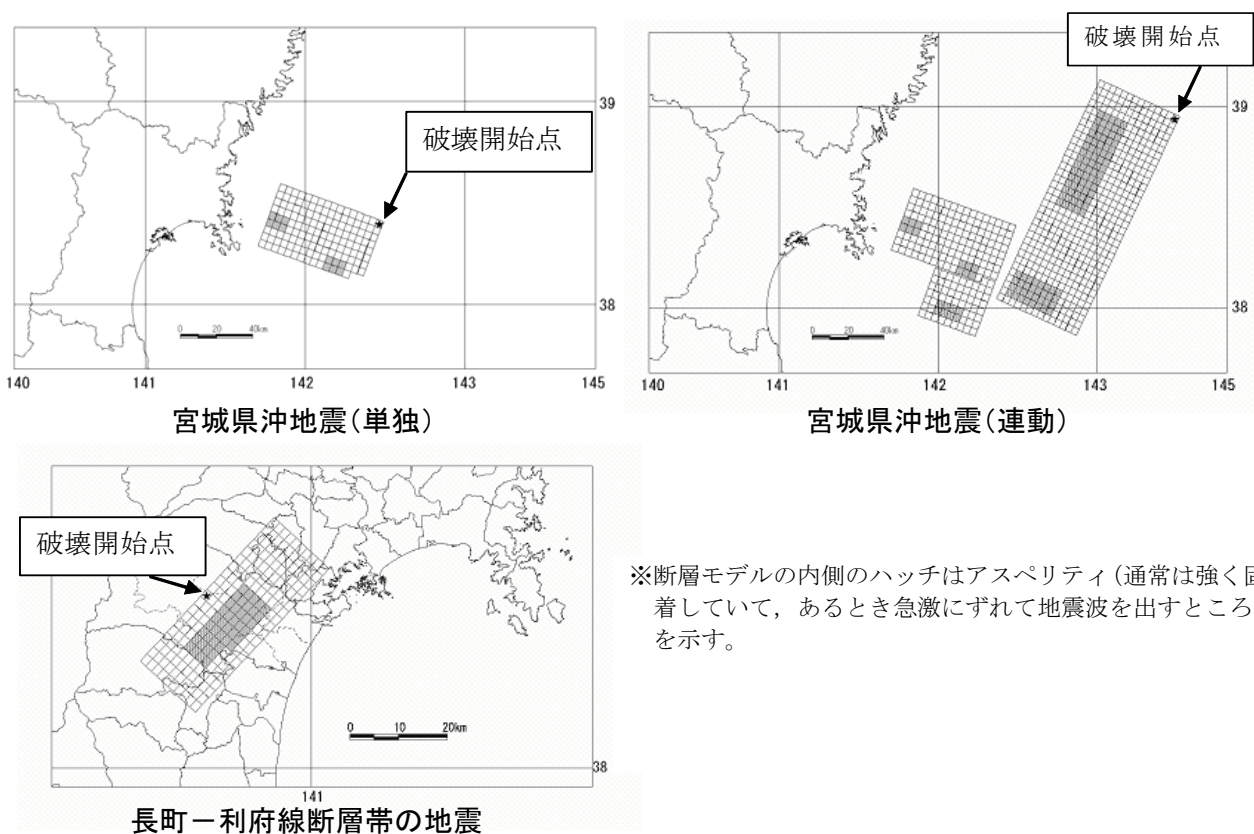 破壊開始点
39
38
0 20 40km
140 141 142 143 145
宮城県沖地震(単独)
破壊開始点
39
38
0 20 40km
140 141 142 143 145
宮城県沖地震(連動)
破壊開始点
0 10 20km
38
141
長町－利府線断層帯の地震
※断層モデルの内側のハッチはアスペリティ(通常は強く固
着していて，あるとき急激にずれて地震波を出すところ
を示す。